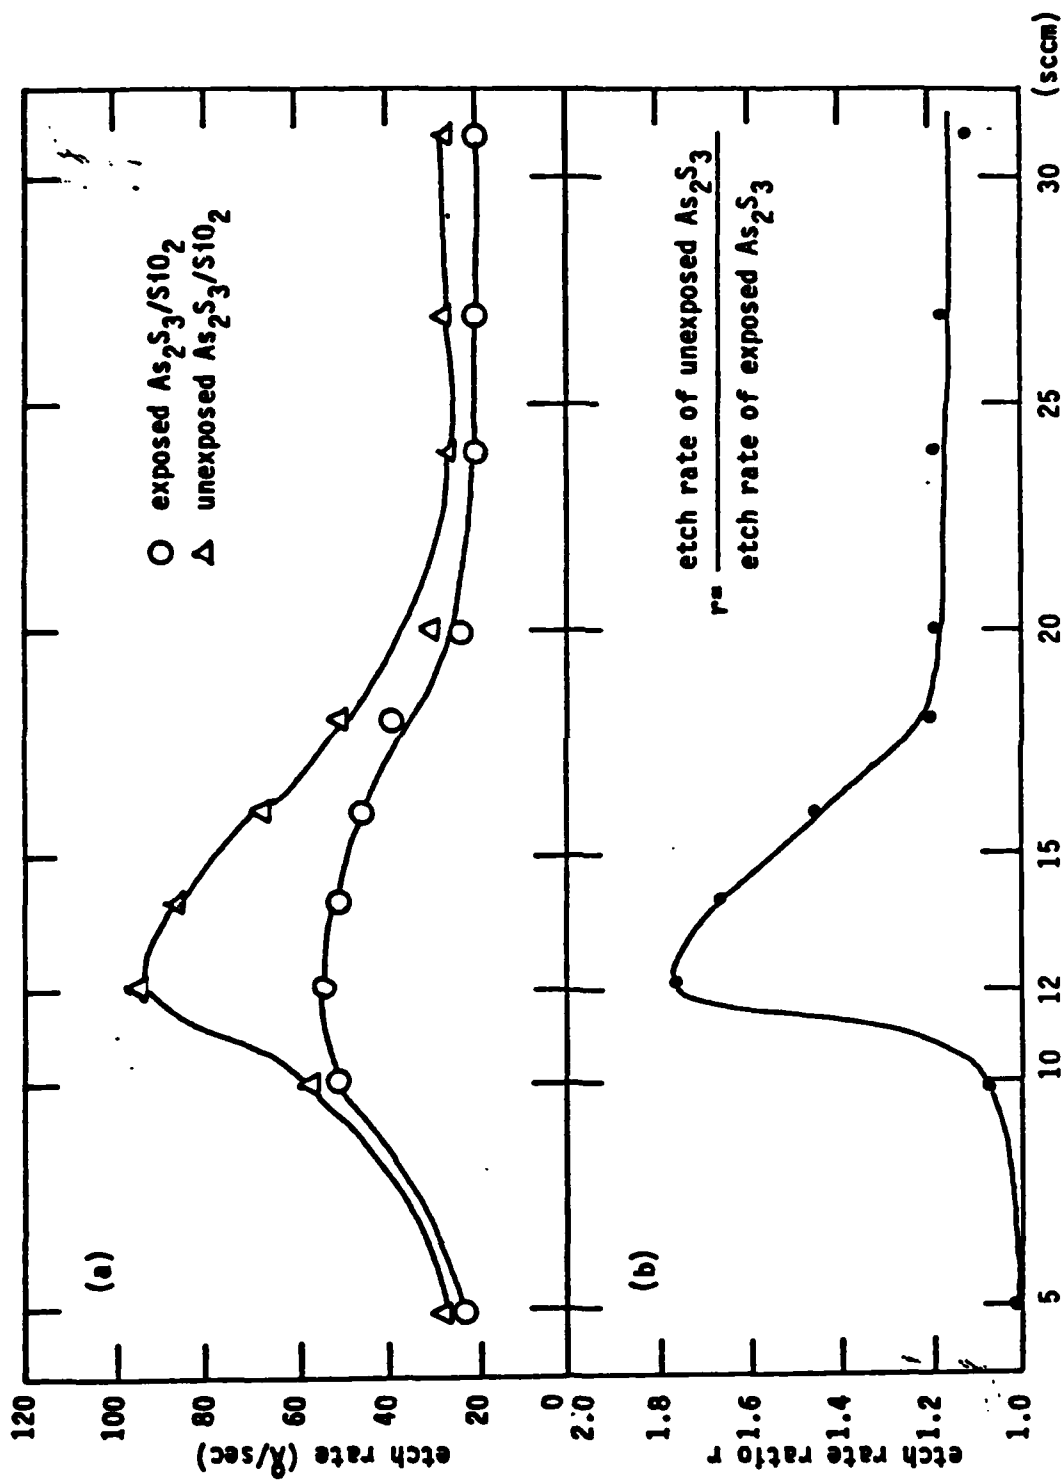 (a)
○ exposed As₂S₃/SiO₂
△ unexposed As₂S₃/SiO₂
etch rate (Å/sec)
120
100
80
60
40
20
0
(b)
r= etch rate of unexposed As₂S₃
etch rate of exposed As₂S₃
etch rate ratio r
2.0
1.8
1.6
1.4
1.2
1.0
5 10 12 15 20 25 30 (sccm)